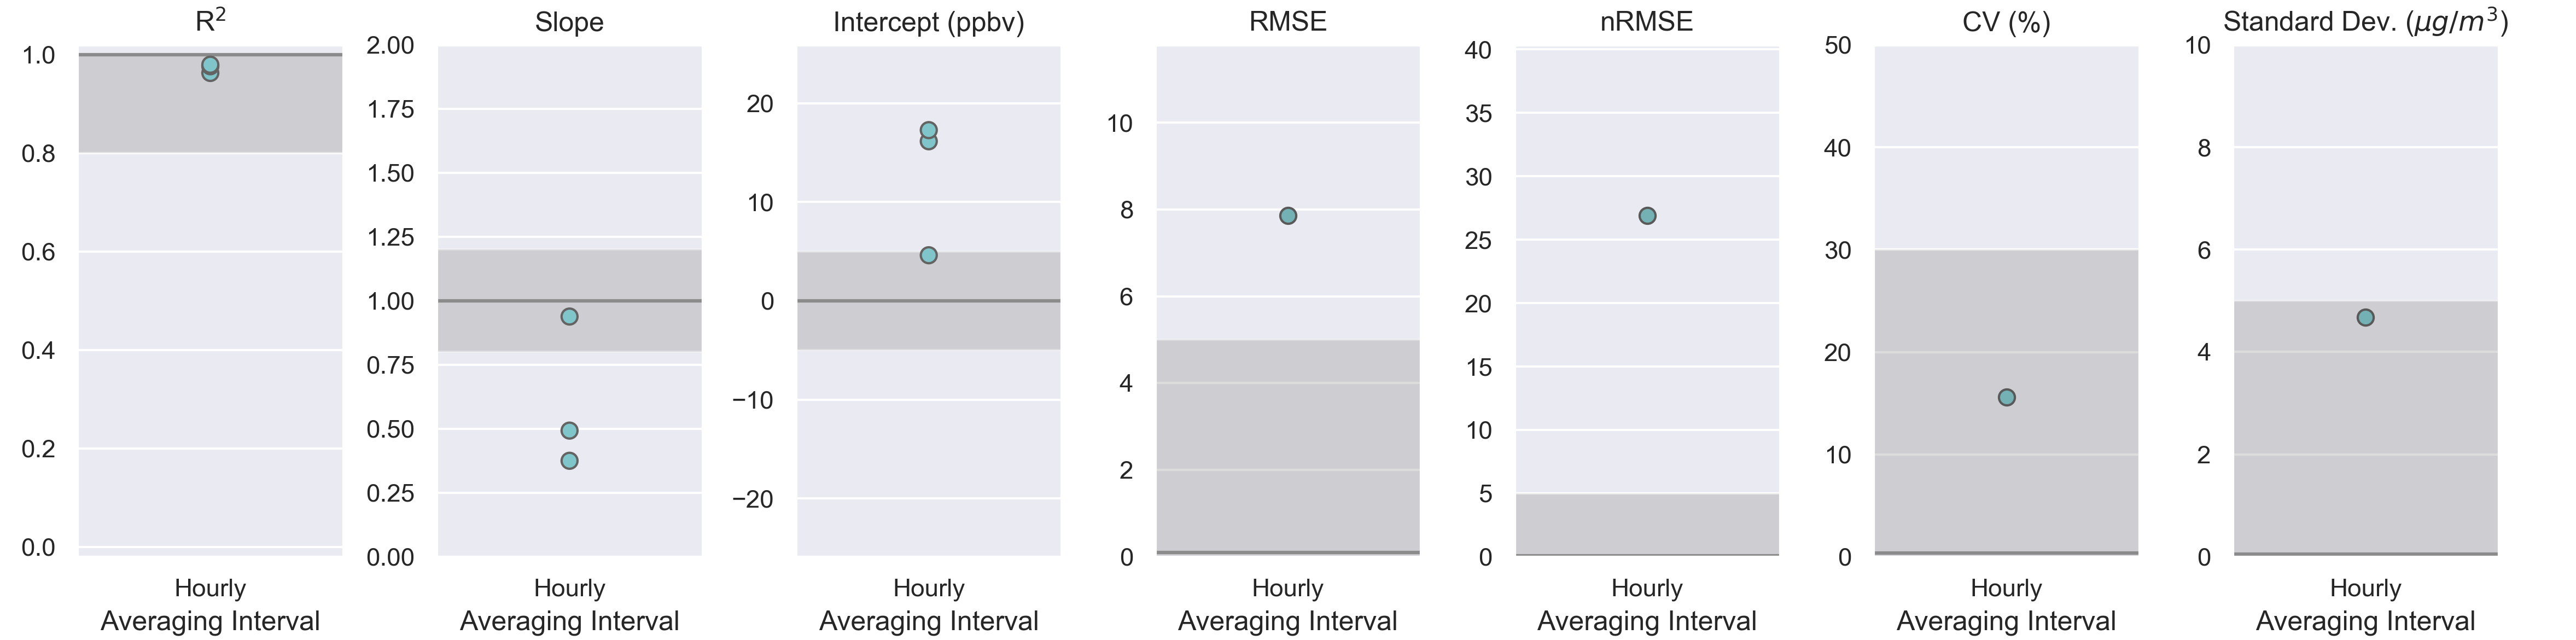 R²
1.0
0.8
0.6
0.4
0.2
0.0
Hourly
Averaging Interval
Slope
2.00
1.75
1.50
1.25
1.00
0.75
0.50
0.25
0.00
Hourly
Averaging Interval
Intercept (ppbv)
20
10
0
−10
−20
Hourly
Averaging Interval
RMSE
10
8
6
4
2
0
Hourly
Averaging Interval
nRMSE
40
35
30
25
20
15
10
5
0
Hourly
Averaging Interval
CV (%)
50
40
30
20
10
0
Hourly
Averaging Interval
Standard Dev. (μg/m³)
10
8
6
4
2
0
Hourly
Averaging Interval